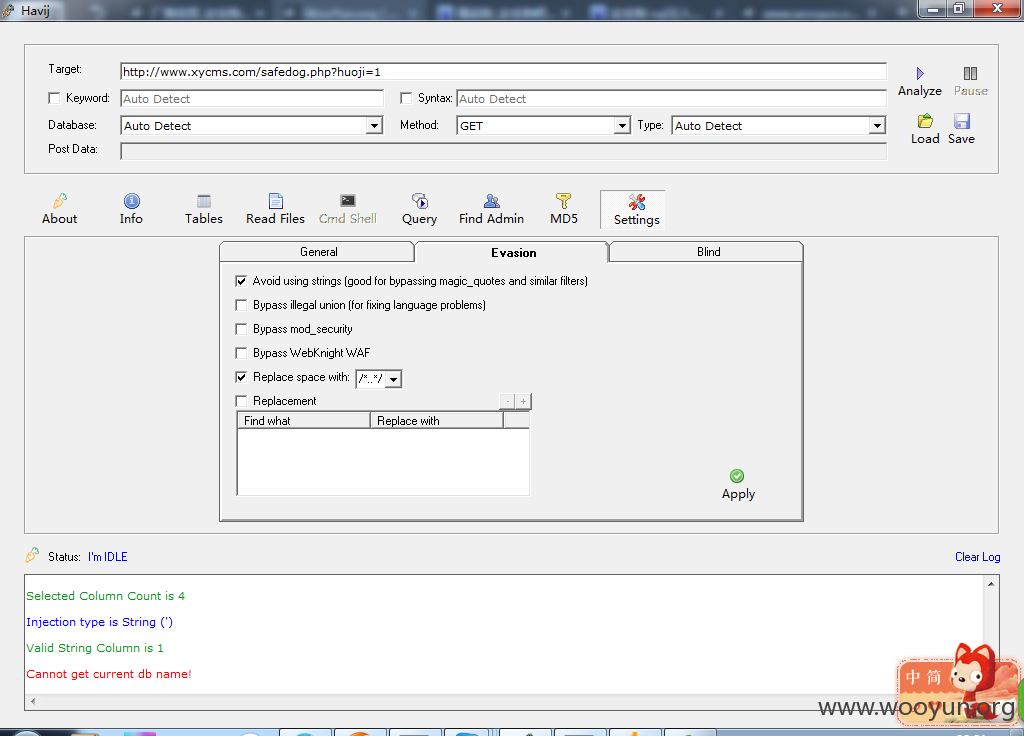 Havij
Target: http://www.xycms.com/safedog.php?huoji=1
Analyze Pause
Keyword: Auto Detect Syntax: Auto Detect
Database: Auto Detect Method: GET Type: Auto Detect
Load Save
Post Data:
About Info Tables Read Files Cmd Shell Query Find Admin MD5 Settings
General Evasion Blind
Avoid using strings (good for bypassing magic_quotes and similar filters)
Bypass illegal union (for fixing language problems)
Bypass mod_security
Bypass WebKnight WAF
Replace space with: /*..*/
Replacement - +
Find what Replace with
Apply
Status: I'm IDLE Clear Log
Selected Column Count is 4
Injection type is String (')
Valid String Column is 1
Cannot get current db name!
中 简
www.wooyun.org